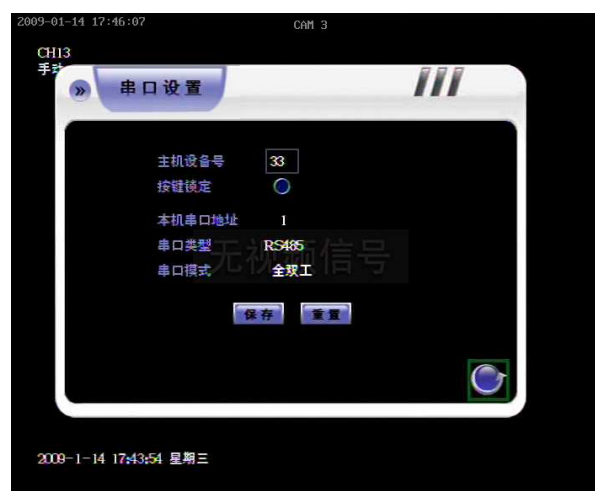 2009-01-14 17:46:07
CAM 3
CH13
手动
»
串口设置
主机设备号 33
按键锁定
本机串口地址 1
串口类型 RS485
无视频信号
串口模式 全双工
保存 重置
2009-1-14 17:43:54 星期三